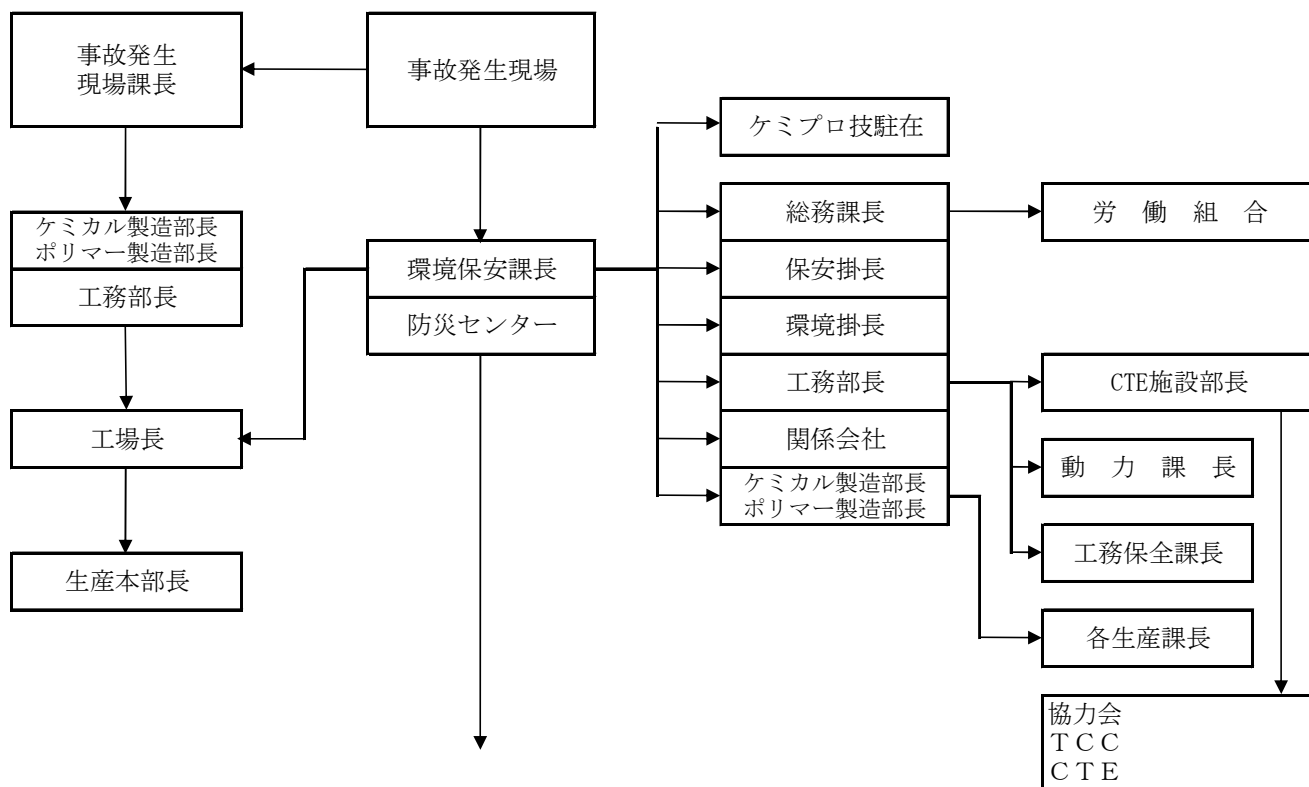 事故発生
現場課長
事故発生現場
ケミプロ技駐在
ケミカル製造部長
ポリマー製造部長
工務部長
環境保安課長
防災センター
総務課長
保安掛長
環境掛長
工務部長
関係会社
ケミカル製造部長
ポリマー製造部長
労　働　組　合
CTE施設部長
動　力　課　長
工務保全課長
各生産課長
工場長
生産本部長
協力会
ＴＣＣ
ＣＴＥ